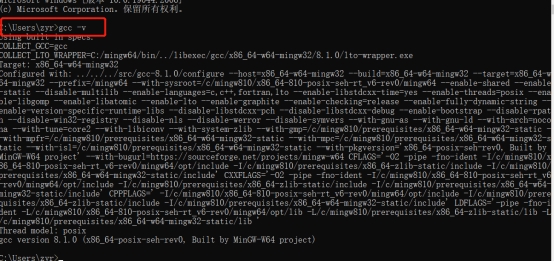 (c) Microsoft Corporation. 保留所有权利。
C:\Users\zyr>gcc -v
Using built-in specs.
COLLECT_GCC=gcc
COLLECT_LTO_WRAPPER=C:/mingw64/bin/../libexec/gcc/x86_64-w64-mingw32/8.1.0/lto-wrapper.exe
Target: x86_64-w64-mingw32
Configured with: ../../../src/gcc-8.1.0/configure --host=x86_64-w64-mingw32 --build=x86_64-w64-mingw32 --target=x86_64-w
64-mingw32 --prefix=/mingw64 --with-sysroot=/c/mingw810/x86_64-810-posix-seh-rt_v6-rev0/mingw64 --enable-shared --enable
-static --disable-multilib --enable-languages=c,c++,fortran,lto --enable-libstdcxx-time=yes --enable-threads=posix --ena
ble-libgomp --enable-libatomic --enable-lto --enable-graphite --enable-checking=release --enable-fully-dynamic-string --
enable-version-specific-runtime-libs --disable-libstdcxx-pch --disable-libstdcxx-debug --enable-bootstrap --disable-rpat
h --disable-win32-registry --disable-nls --disable-werror --disable-symvers --with-gnu-as --with-gnu-ld --with-arch=noco
na --with-tune=core2 --with-libiconv --with-system-zlib --with-gmp=/c/mingw810/prerequisites/x86_64-w64-mingw32-static -
-with-mpfr=/c/mingw810/prerequisites/x86_64-w64-mingw32-static --with-mpc=/c/mingw810/prerequisites/x86_64-w64-mingw32-s
tatic --with-isl=/c/mingw810/prerequisites/x86_64-w64-mingw32-static --with-pkgversion='x86_64-posix-seh-rev0, Built by
MinGW-W64 project' --with-bugurl=https://sourceforge.net/projects/mingw-w64 CFLAGS='-O2 -pipe -fno-ident -I/c/mingw810/x
86_64-810-posix-seh-rt_v6-rev0/mingw64/opt/include -I/c/mingw810/prerequisites/x86_64-zlib-static/include -I/c/mingw810/
prerequisites/x86_64-w64-mingw32-static/include' CXXFLAGS='-O2 -pipe -fno-ident -I/c/mingw810/x86_64-810-posix-seh-rt_v6
-rev0/mingw64/opt/include -I/c/mingw810/prerequisites/x86_64-zlib-static/include -I/c/mingw810/prerequisites/x86_64-w64-
mingw32-static/include' CPPFLAGS=' -I/c/mingw810/x86_64-810-posix-seh-rt_v6-rev0/mingw64/opt/include -I/c/mingw810/prere
quisites/x86_64-zlib-static/include -I/c/mingw810/prerequisites/x86_64-w64-mingw32-static/include' LDFLAGS='-pipe -fno-i
dent -L/c/mingw810/x86_64-810-posix-seh-rt_v6-rev0/mingw64/opt/lib -L/c/mingw810/prerequisites/x86_64-zlib-static/lib -L
/c/mingw810/prerequisites/x86_64-w64-mingw32-static/lib '
Thread model: posix
gcc version 8.1.0 (x86_64-posix-seh-rev0, Built by MinGW-W64 project)
C:\Users\zyr>